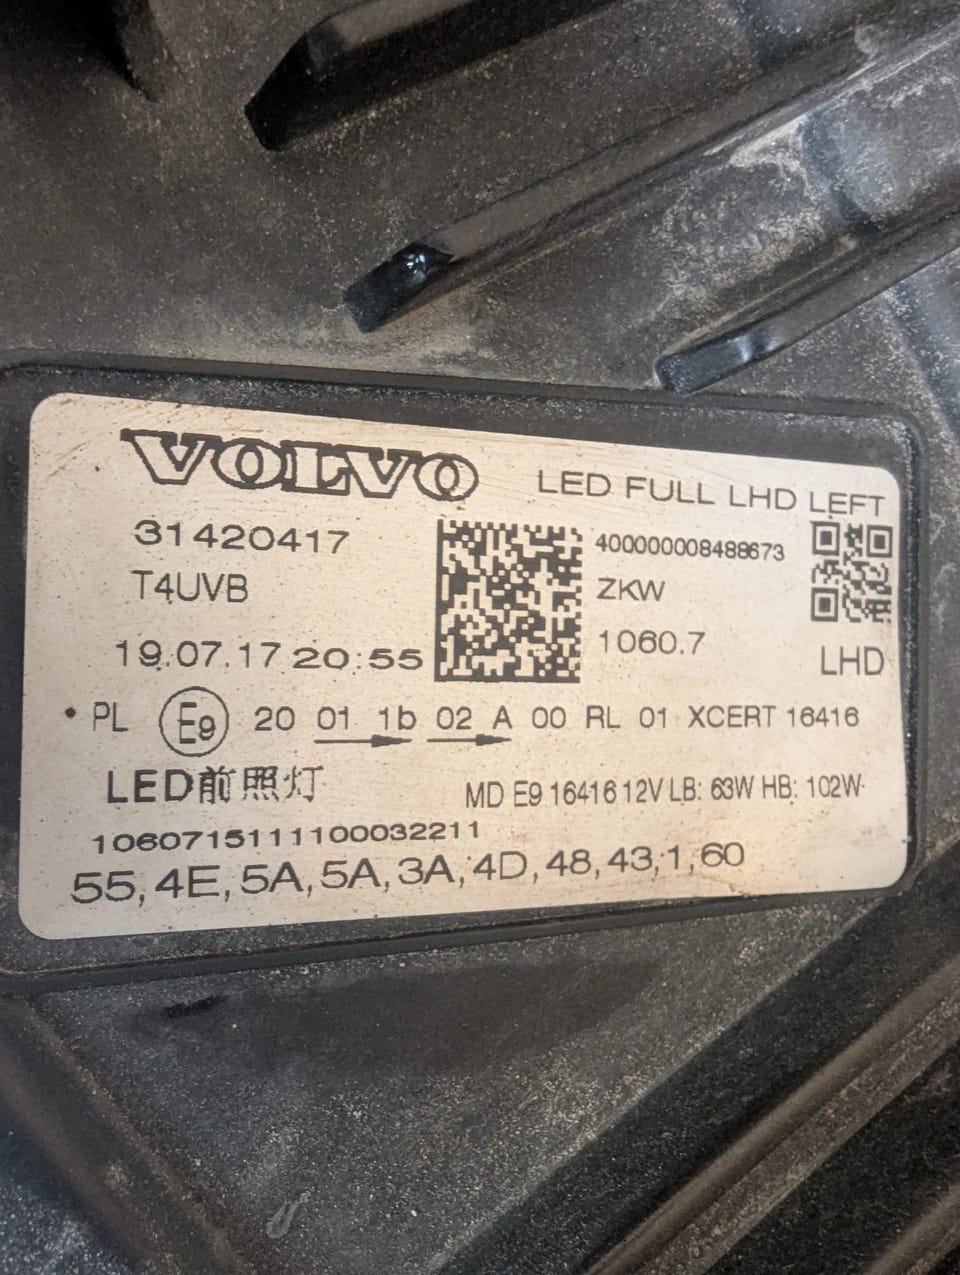 VOLVO
LED FULL LHD LEFT
31420417
400000008488673
T4UVB
ZKW
19.07.17 20:55
1060.7
LHD
PL E9 20 01 1b 02 A 00 RL 01 XCERT 16416
LED前照灯
MD E9 16416 12V LB: 63W HB: 102W
1060715111100032211
55,4E,5A,5A,3A,4D,48,43,1,60